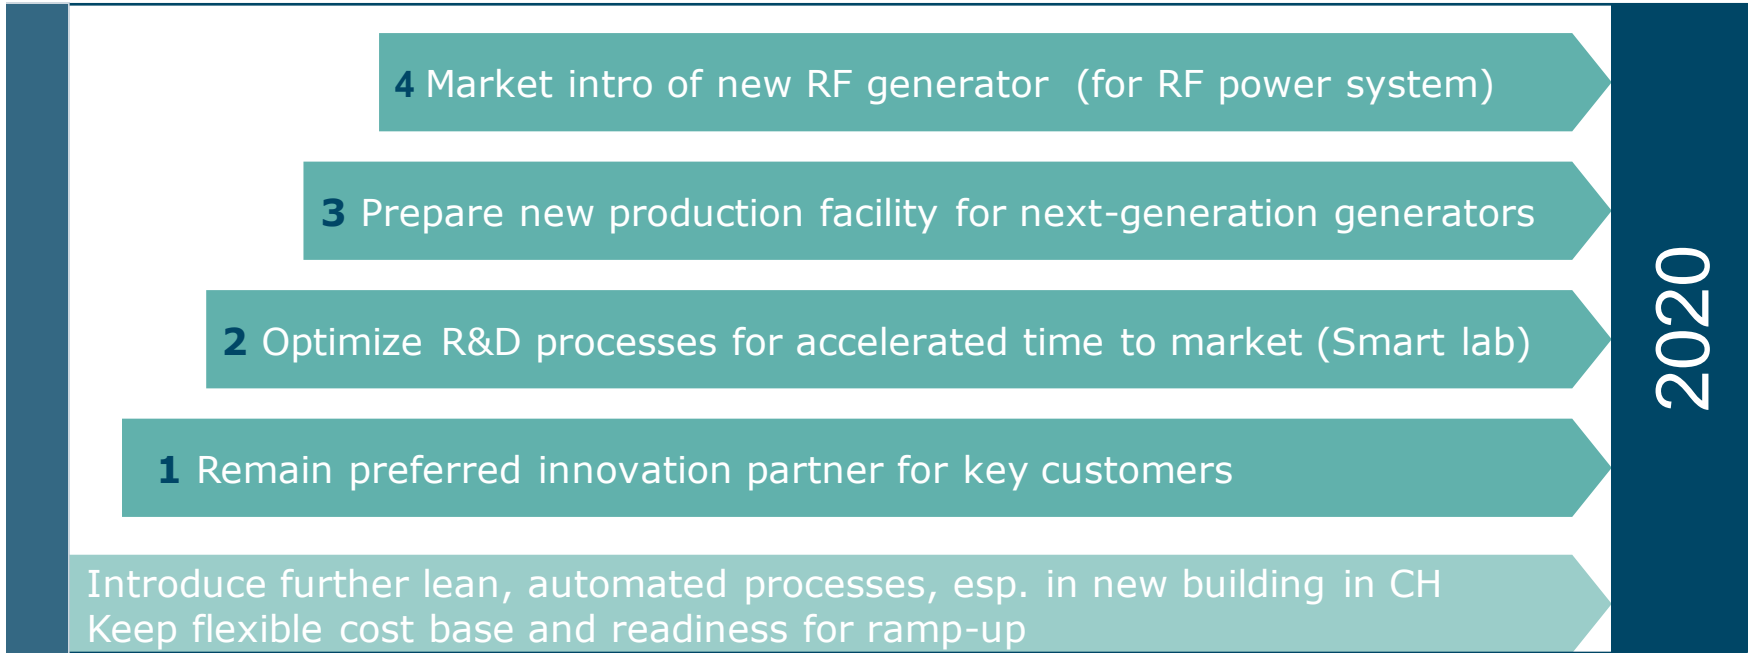 4 Market intro of new RF generator (for RF power system)
3 Prepare new production facility for next-generation generators
2 Optimize R&D processes for accelerated time to market (Smart lab)
1 Remain preferred innovation partner for key customers
Introduce further lean, automated processes, esp. in new building in CH
Keep flexible cost base and readiness for ramp-up
2020